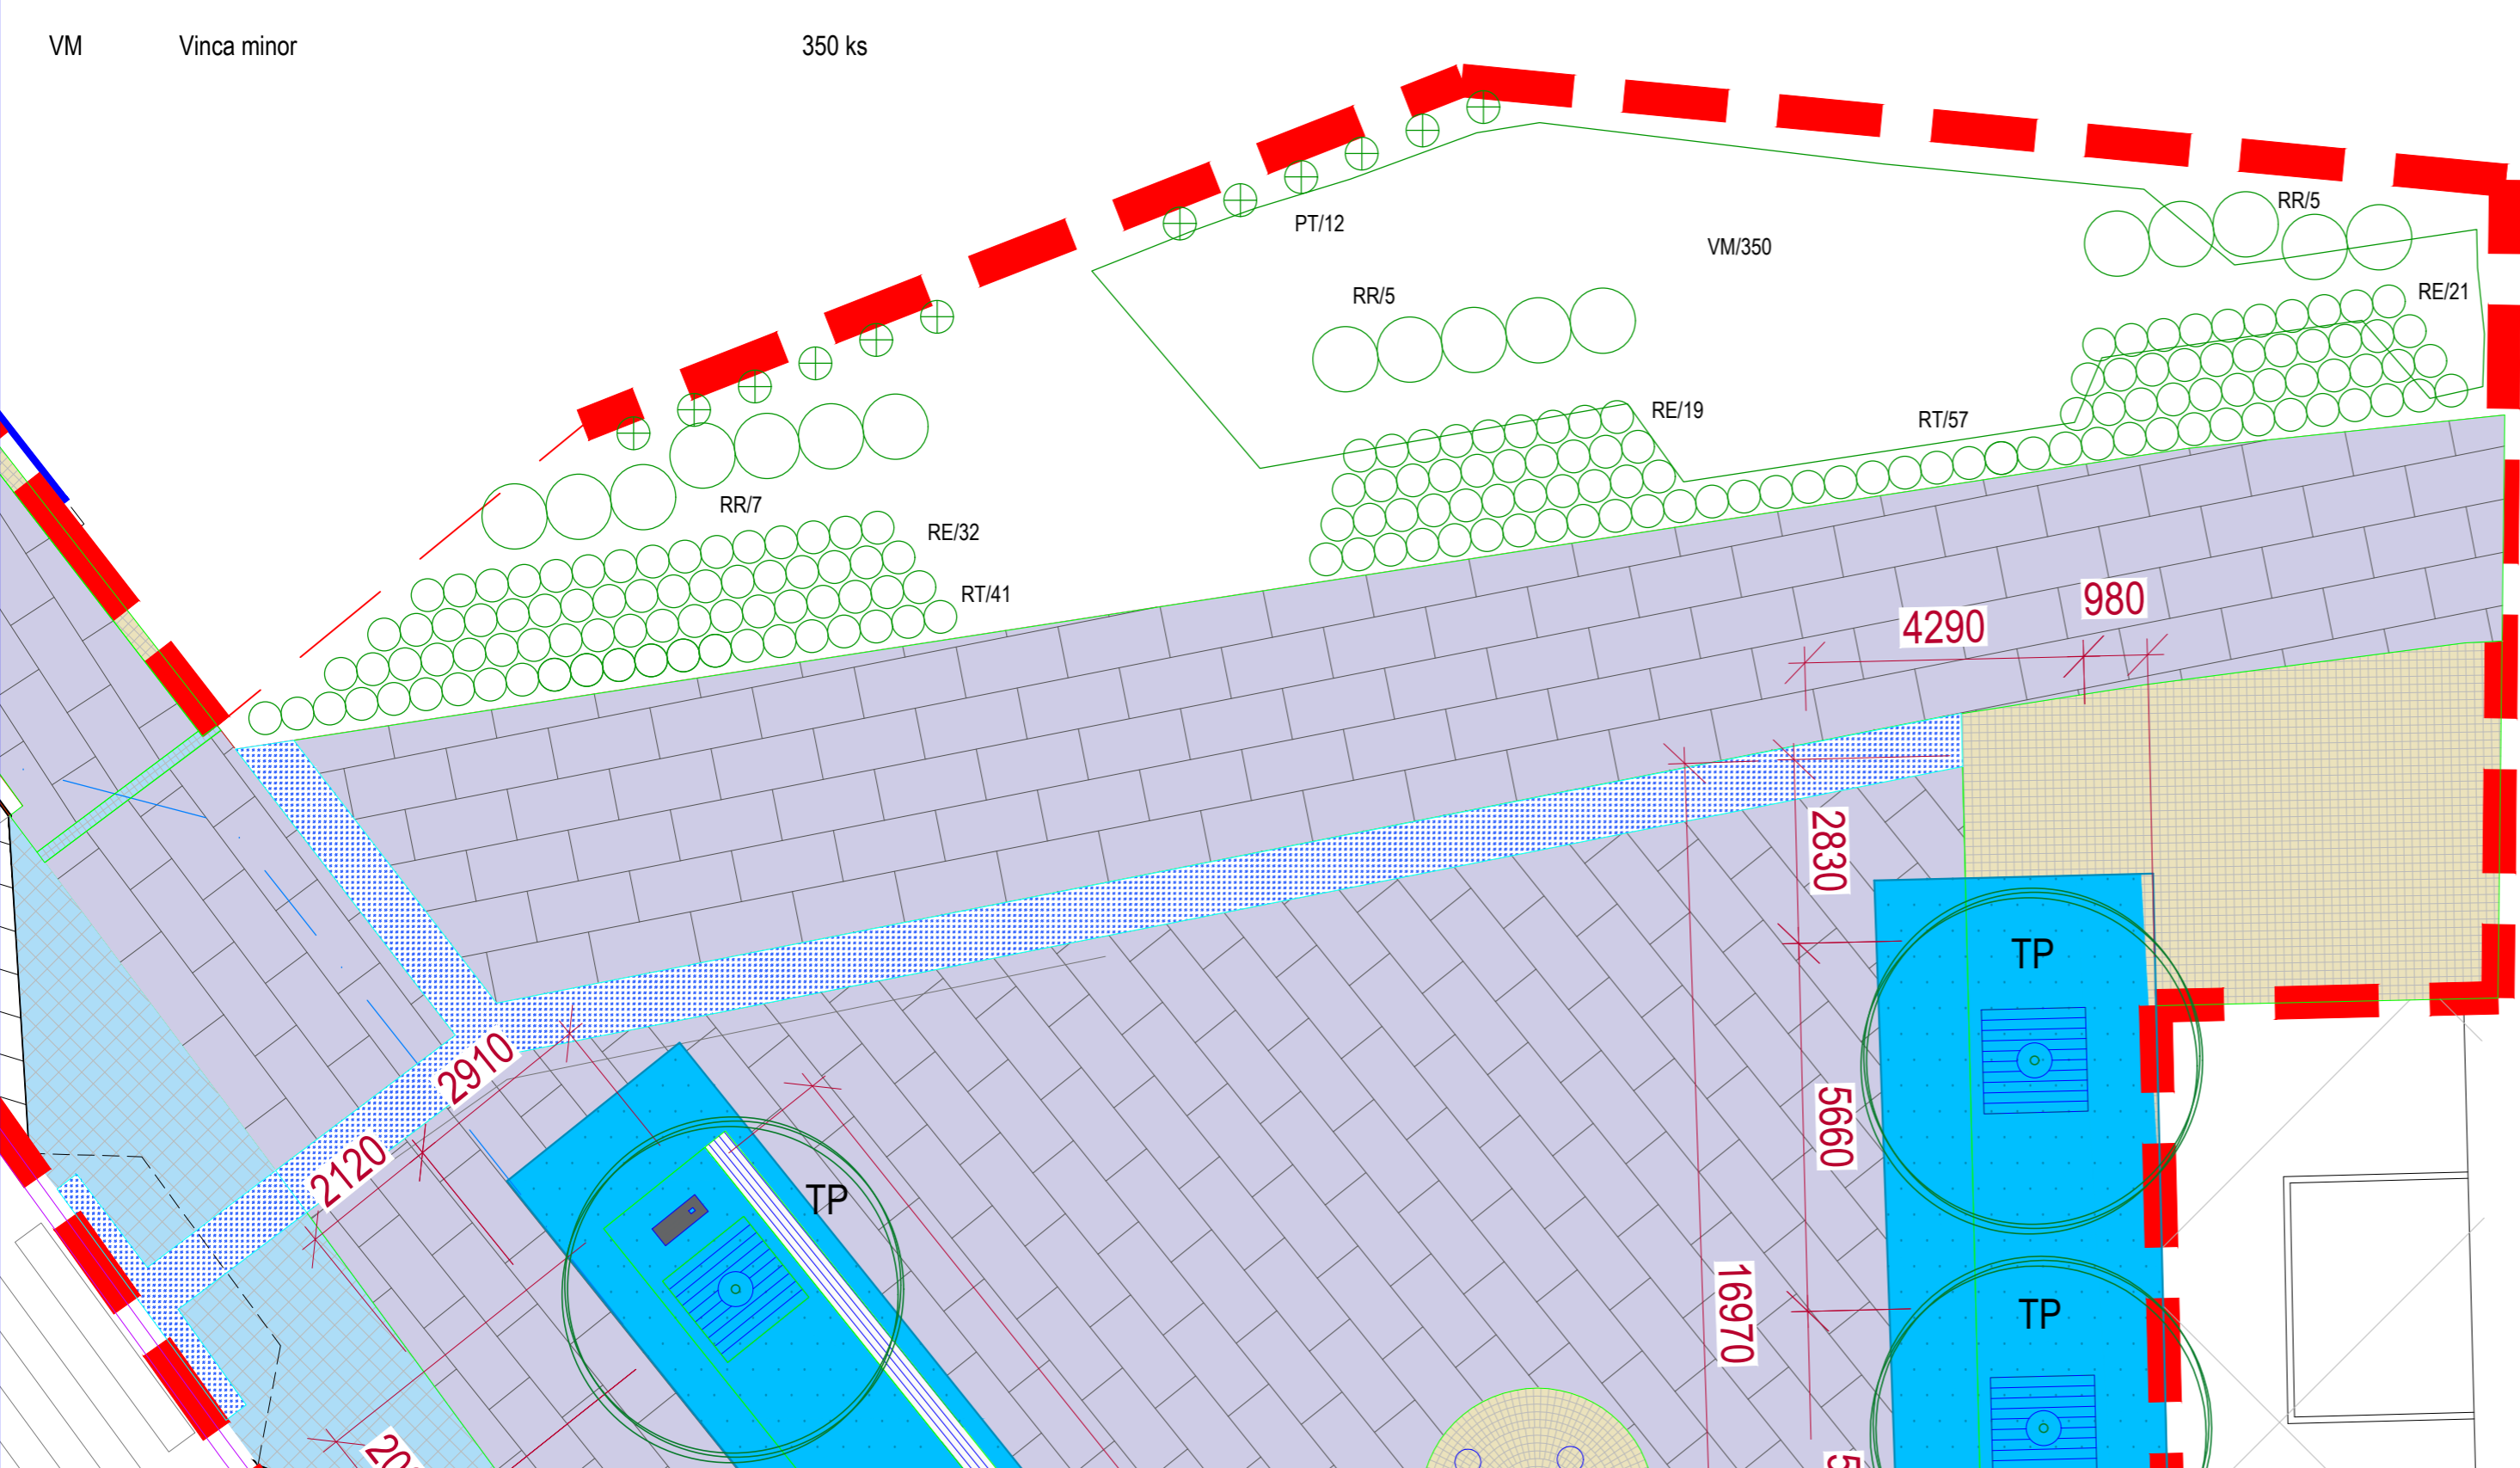 VM Vinca minor 350 ks
PT/12
RR/5
VM/350
RR/5
RE/21
RE/19
RT/57
RR/7
RE/32
RT/41
980
4290
2830
TP
2910
5660
2120
TP
16970
TP